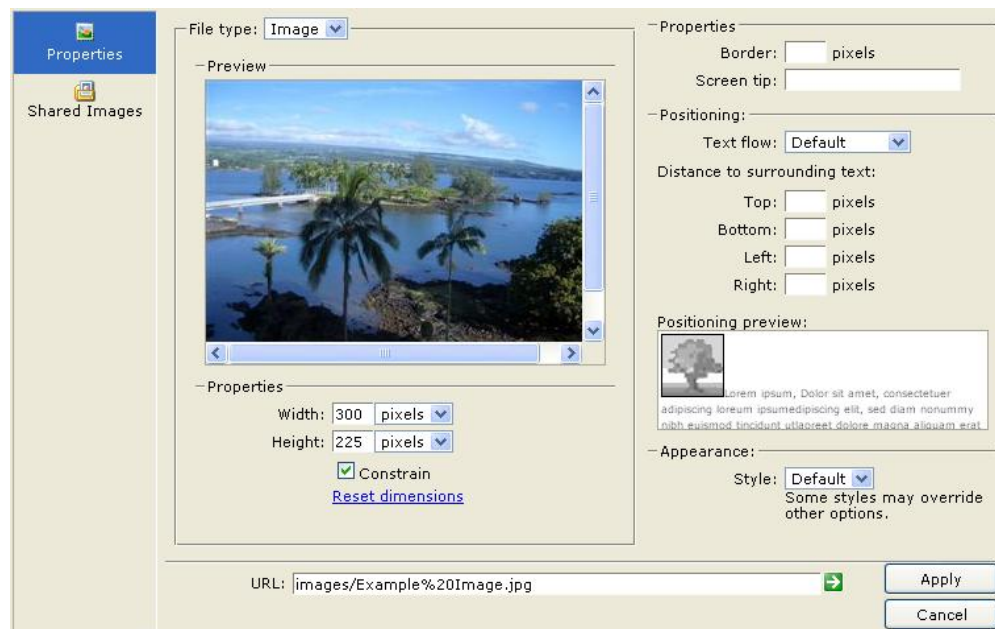 Properties
Shared Images
File type: Image
Preview
Properties
Width: 300 pixels
Height: 225 pixels
Constrain
Reset dimensions
Properties
Border: pixels
Screen tip:
Positioning:
Text flow: Default
Distance to surrounding text:
Top: pixels
Bottom: pixels
Left: pixels
Right: pixels
Positioning preview:
Lorem ipsum, Dolor sit amet, consectetuer
adipiscing loreum ipsumedipiscing elit, sed diam nonummy
nibh euismod tincidunt utlaoreet dolore magna aliquam erat
Appearance:
Style: Default
Some styles may override
other options.
URL: images/Example%20Image.jpg
Apply
Cancel